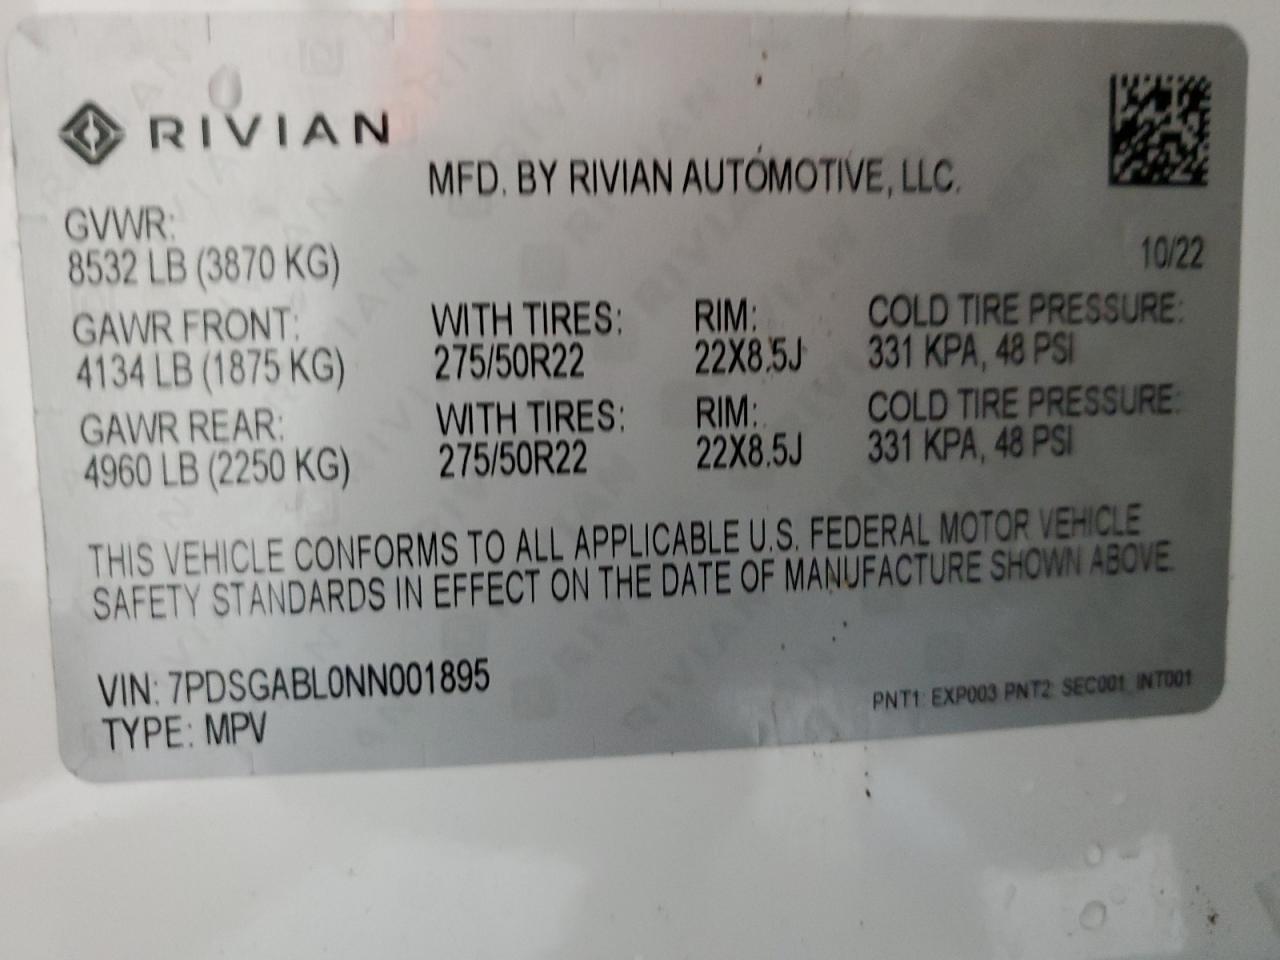 RIVIAN
MFD. BY RIVIAN AUTOMOTIVE, LLC.
GVWR:
8532 LB (3870 KG)
10/22
GAWR FRONT: WITH TIRES: RIM: COLD TIRE PRESSURE:
4134 LB (1875 KG) 275/50R22 22X8.5J 331 KPA, 48 PSI
GAWR REAR: WITH TIRES: RIM: COLD TIRE PRESSURE:
4960 LB (2250 KG) 275/50R22 22X8.5J 331 KPA, 48 PSI
THIS VEHICLE CONFORMS TO ALL APPLICABLE U.S. FEDERAL MOTOR VEHICLE
SAFETY STANDARDS IN EFFECT ON THE DATE OF MANUFACTURE SHOWN ABOVE.
VIN: 7PDSGABL0NN001895
PNT1: EXP003 PNT2: SEC001 INT001
TYPE: MPV